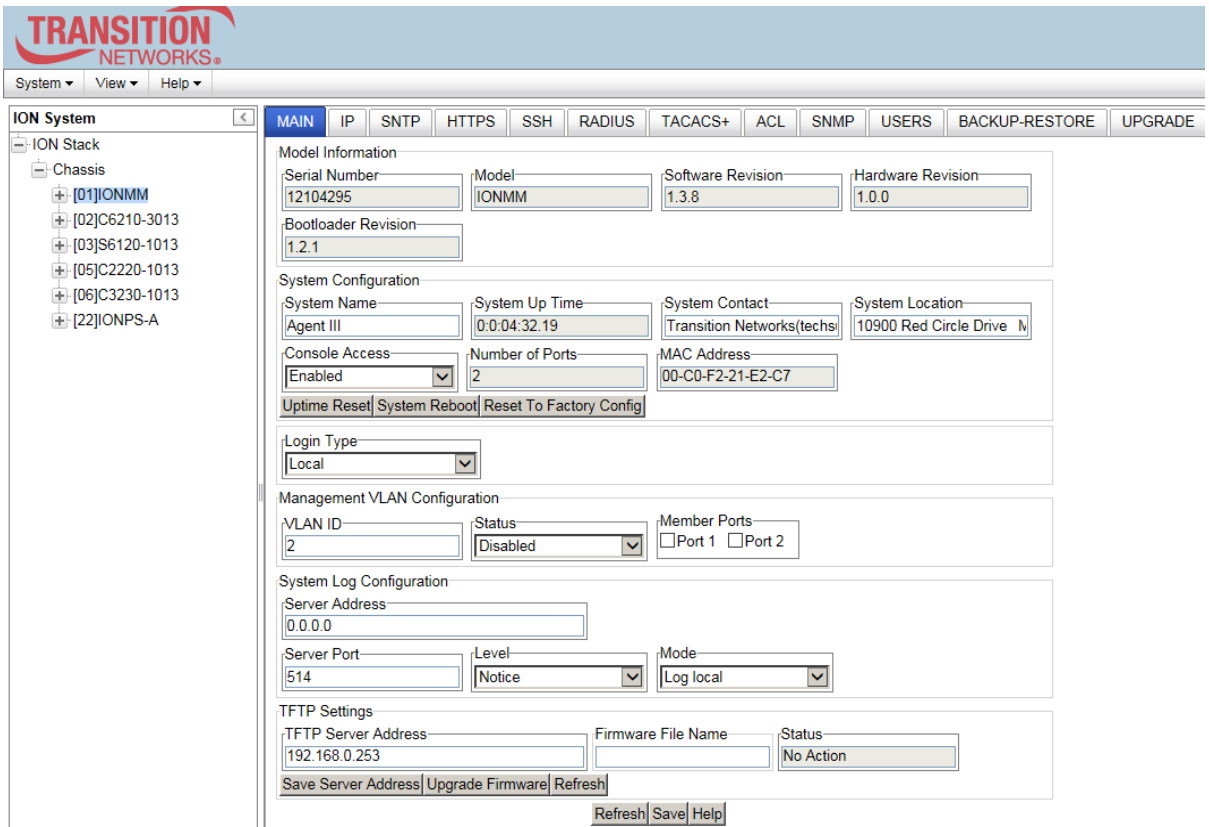 TRANSITION
NETWORKS®
System View Help
ION System
ION Stack
Chassis
[01]IONMM
[02]C6210-3013
[03]S6120-1013
[05]C2220-1013
[06]C3230-1013
[22]IONPS-A
MAIN IP SNTP HTTPS SSH RADIUS TACACS+ ACL SNMP USERS BACKUP-RESTORE UPGRADE
Model Information
Serial Number Model Software Revision Hardware Revision
12104295 IONMM 1.3.8 1.0.0
Bootloader Revision
1.2.1
System Configuration
System Name System Up Time System Contact System Location
Agent III 0:0:04:32.19 Transition Networks(techsu 10900 Red Circle Drive M
Console Access Number of Ports MAC Address
Enabled 2 00-C0-F2-21-E2-C7
Uptime Reset System Reboot Reset To Factory Config
Login Type
Local
Management VLAN Configuration
VLAN ID Status Member Ports
2 Disabled Port 1 Port 2
System Log Configuration
Server Address
0.0.0.0
Server Port Level Mode
514 Notice Log local
TFTP Settings
TFTP Server Address Firmware File Name Status
192.168.0.253 No Action
Save Server Address Upgrade Firmware Refresh
Refresh Save Help